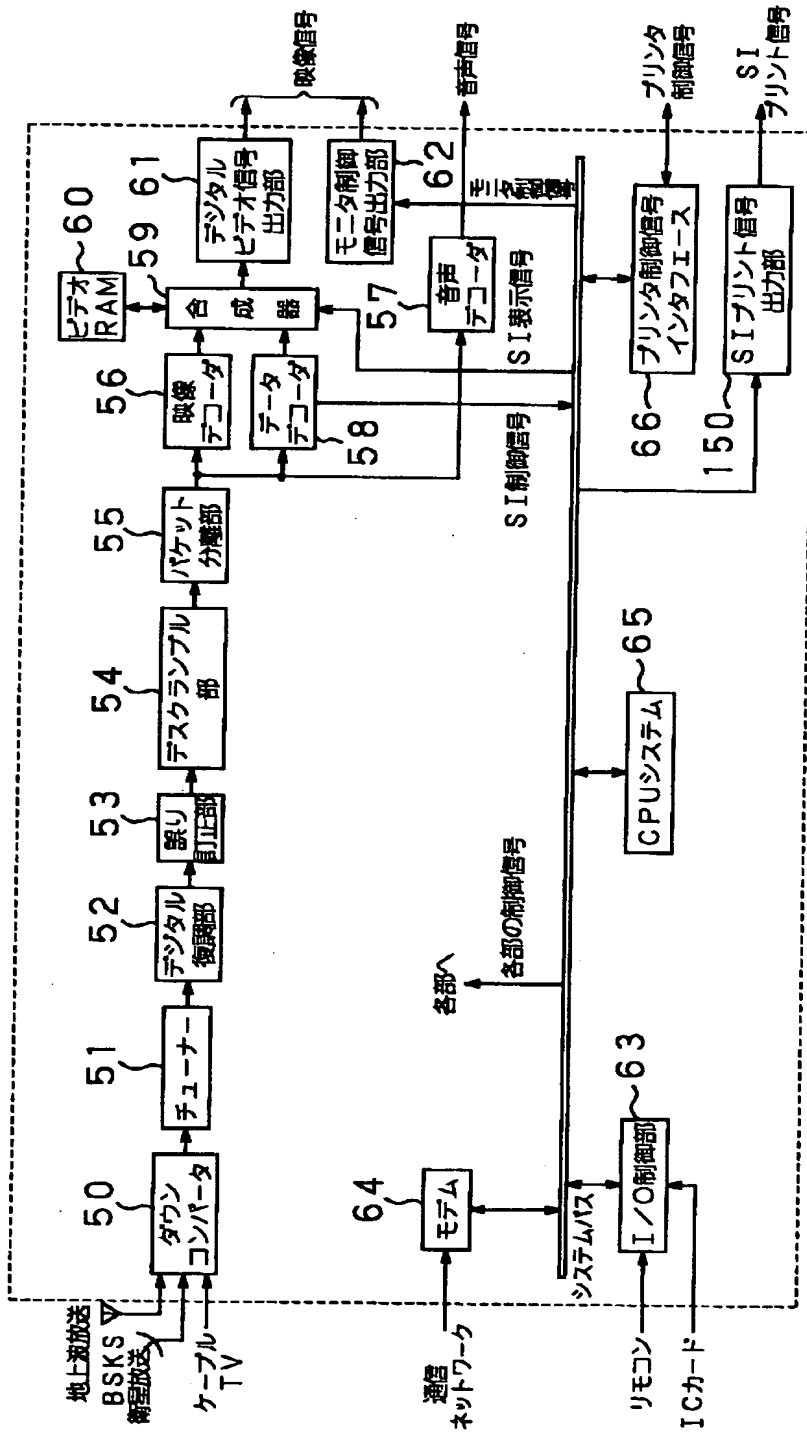 地上波放送
BSKS
衛星放送
ケーブル
TV
50
ダウン
コンバータ
51
チューナー
52
デジタル
復調部
53
誤り
訂正部
54
デスクランブル
部
55
パケット
分離部
56
映像
デコーダ
データ
デコーダ
58
60
ビデオ
RAM
59
合成器
61
デジタル
ビデオ信号
出力部
モニタ制御
信号出力部
62
映像信号
57
音声
デコーダ
音声信号
モニタ
制御信号
SI表示信号
SI制御信号
通信
ネットワーク
64
モデム
各部へ
各部の制御信号
システムバス
リモコン
ICカード
I/O制御部
63
CPUシステム
65
プリンタ制御信号
インタフェース
66
プリンタ
制御信号
SIプリント信号
出力部
150
SI
プリント信号